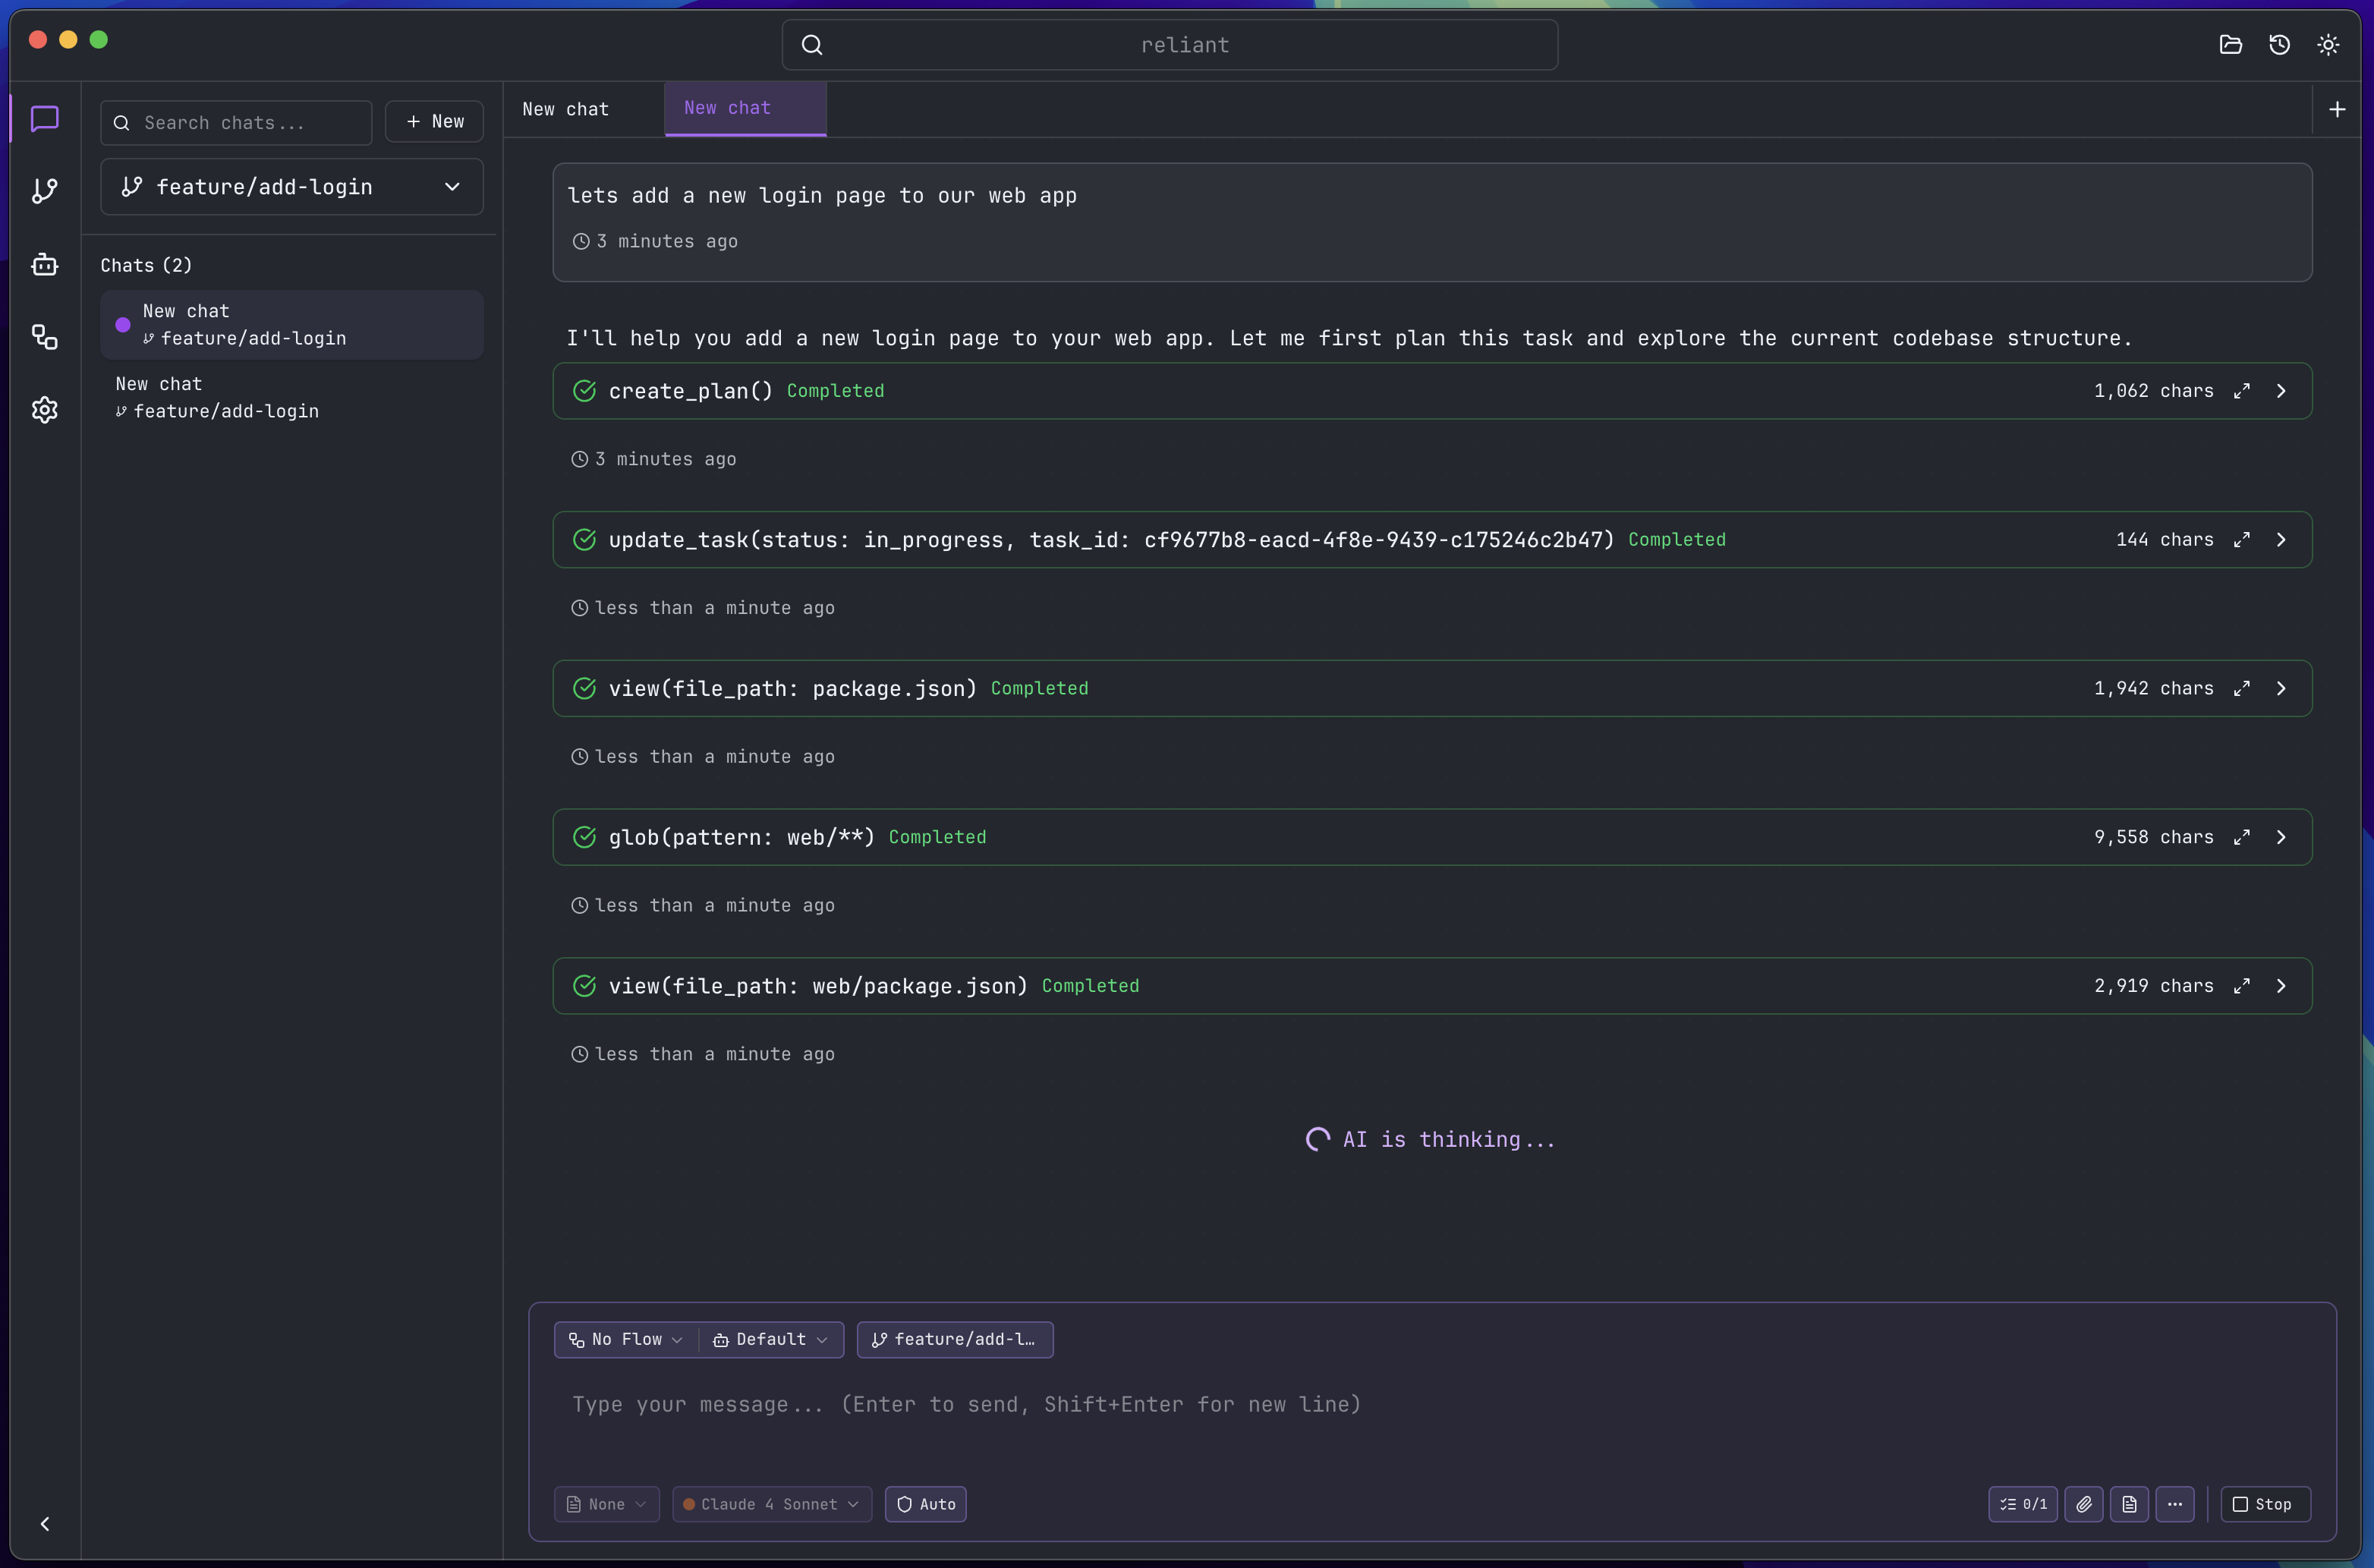 reliant
Search chats...
New
feature/add-login
Chats (2)
New chat
feature/add-login
New chat
feature/add-login
New chat
New chat
lets add a new login page to our web app
3 minutes ago
I'll help you add a new login page to your web app. Let me first plan this task and explore the current codebase structure.
create_plan() Completed 1,062 chars
3 minutes ago
update_task(status: in_progress, task_id: cf9677b8-eacd-4f8e-9439-c175246c2b47) Completed 144 chars
less than a minute ago
view(file_path: package.json) Completed 1,942 chars
less than a minute ago
glob(pattern: web/**) Completed 9,558 chars
less than a minute ago
view(file_path: web/package.json) Completed 2,919 chars
less than a minute ago
AI is thinking...
No Flow Default feature/add-l…
Type your message... (Enter to send, Shift+Enter for new line)
None Claude 4 Sonnet Auto 0/1 Stop